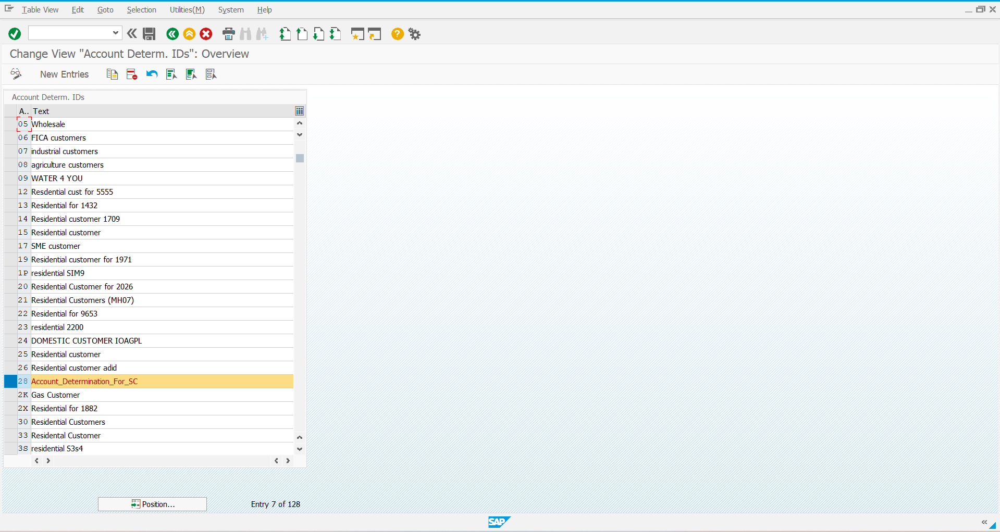 Table View Edit Goto Selection Utilities(M) System Help
Change View "Account Determ. IDs": Overview
New Entries
Account Determ. IDs
A.. Text
05 Wholesale
06 FICA customers
07 industrial customers
08 agriculture customers
09 WATER 4 YOU
12 Resdential cust for 5555
13 Residential for 1432
14 Residential customer 1709
15 Residential customer
17 SME customer
19 Residential customer for 1971
1P residential SIM9
20 Residential Customer for 2026
21 Residential Customers (MH07)
22 Residential for 9653
23 residential 2200
24 DOMESTIC CUSTOMER IOAGPL
25 Residential customer
26 Residential customer adid
28 Account_Determination_For_SC
2K Gas Customer
2X Residential for 1882
30 Residential Customers
33 Residental Customer
3S residential S3s4
Position... Entry 7 of 128
SAP